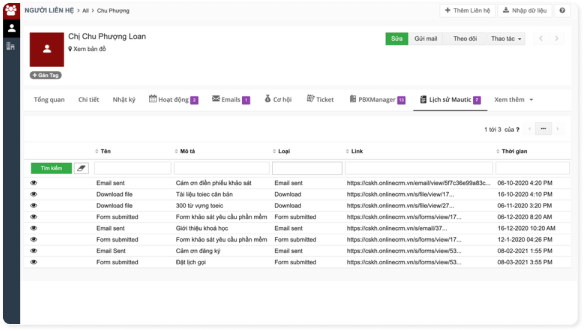 NGƯỜI LIÊN HỆ > All > Chu Phượng + Thêm Liên hệ Nhập dữ liệu
Chị Chu Phượng Loan
Xem bản đồ
Sửa Gửi mail Theo dõi Thao tác
+ Gắn Tag
Tổng quan Chi tiết Nhật ký Hoạt động 2 Emails 1 Cơ hội Ticket PBXManager Lịch sử Mautic 7 Xem thêm
1 tới 3 của ? ...
Tên Mô tả Loại Link Thời gian
Tìm kiếm
Email sent Cảm ơn điền phiếu khảo sát Email sent https://cskh.onlinecrm.vn/email/view/5f7c36e99a83c... 06-10-2020 4:20 PM
Download file Tài liệu toiec căn bản Download https://cskh.onlinecrm.vn/file/view/17... 16-10-2020 4:10 PM
Download file 300 từ vựng toeic Download https://cskh.onlinecrm.vn/file/view/27... 06-11-2020 3:20 PM
Form submitted Form khảo sát yêu cầu phần mềm Form submitted https://cskh.onlinecrm.vn/s/forms/view/17... 06-12-2020 8:20 AM
Email sent Giới thiệu khoá học Form submitted https://cskh.onlinecrm.vn/s/email/37... 16-12-2020 10:20 AM
Form submitted Form khảo sát yêu cầu phần mềm Form submitted https://cskh.onlinecrm.vn/s/forms/view/17... 12-1-2020 04:26 PM
Email Sent Cảm ơn đăng ký Email sent https://cskh.onlinecrm.vn/s/forms/view/53... 08-02-2021 1:55 PM
Form submitted Đặt lịch gọi Form submitted https://cskh.onlinecrm.vn/s/forms/view/53... 08-03-2021 3:55 PM